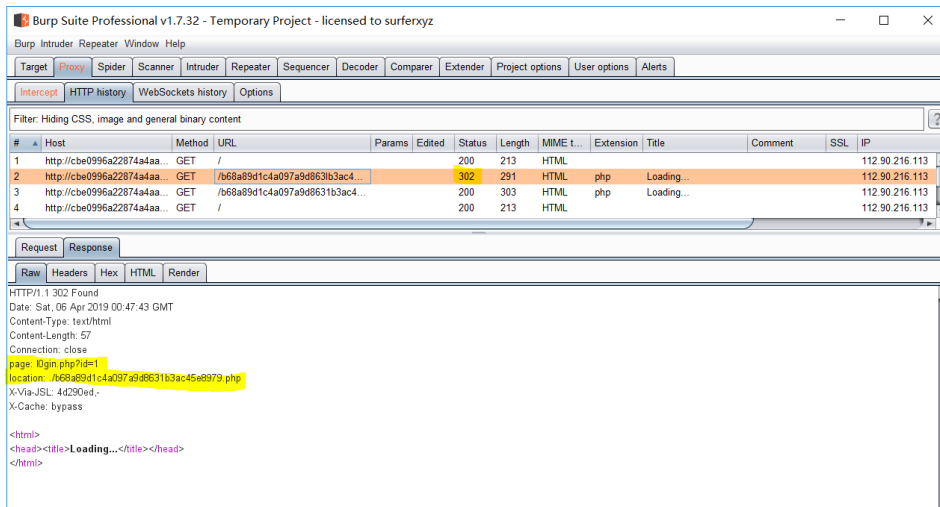 Burp Suite Professional v1.7.32 - Temporary Project - licensed to surferxyz
Burp Intruder Repeater Window Help
Target Proxy Spider Scanner Intruder Repeater Sequencer Decoder Comparer Extender Project options User options Alerts
Intercept HTTP history WebSockets history Options
Filter: Hiding CSS, image and general binary content ?
# Host Method URL Params Edited Status Length MIME t... Extension Title Comment SSL IP
1 http://cbe0996a22874a4aa... GET / 200 213 HTML 112.90.216.113
2 http://cbe0996a22874a4aa... GET /b68a89d1c4a097a9d863lb3ac4... 302 291 HTML php Loading... 112.90.216.113
3 http://cbe0996a22874a4aa... GET /b68a89d1c4a097a9d8631b3ac4... 200 303 HTML php Loading... 112.90.216.113
4 http://cbe0996a22874a4aa... GET / 200 213 HTML 112.90.216.113
Request Response
Raw Headers Hex HTML Render
HTTP/1.1 302 Found
Date: Sat, 06 Apr 2019 00:47:43 GMT
Content-Type: text/html
Content-Length: 57
Connection: close
page: l0gin.php?id=1
location: ./b68a89d1c4a097a9d8631b3ac45e8979.php
X-Via-JSL: 4d290ed,-
X-Cache: bypass
<html>
<head><title>Loading...</title></head>
</html>